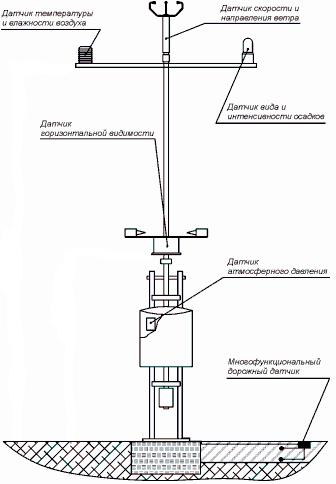 Датчик температуры
и влажности воздуха
Датчик скорости и
направления ветра
Датчик вида и
интенсивности осадков
Датчик
горизонтальной видимости
Датчик
атмосферного давления
Многофункциональный
дорожный датчик